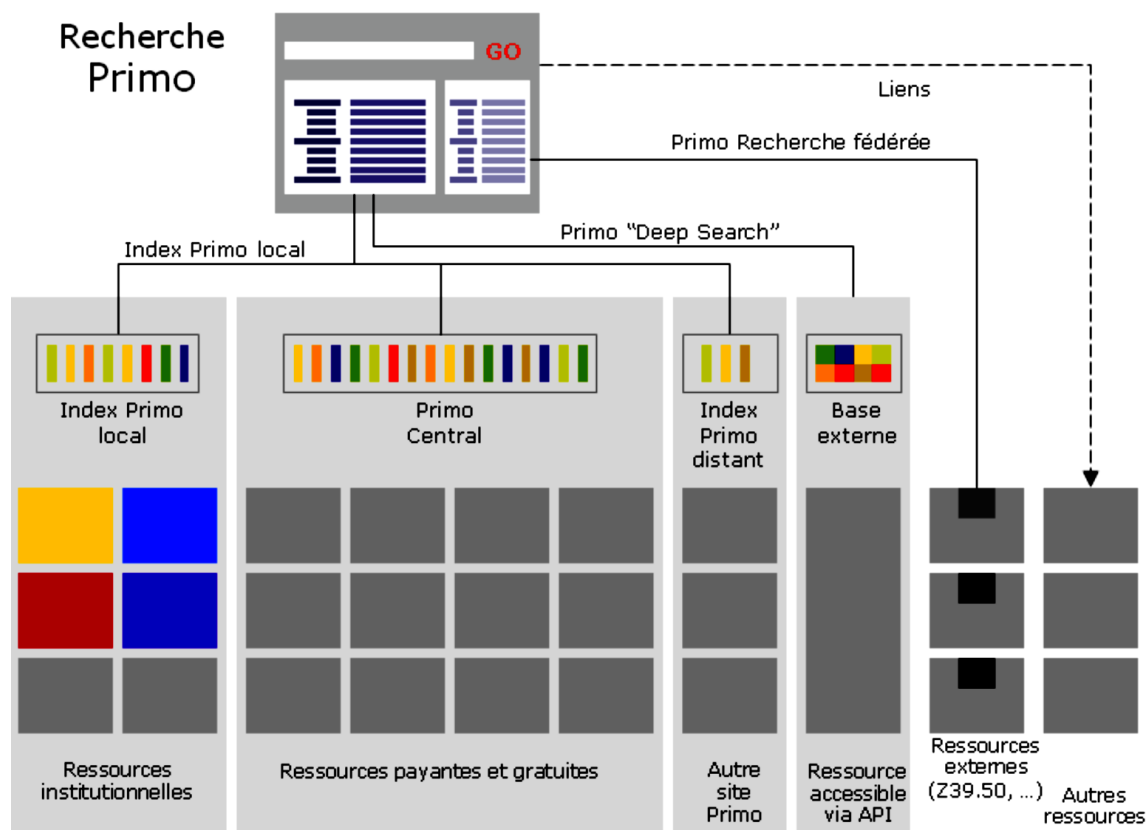 Recherche
Primo
GO
Liens
Primo Recherche fédérée
Primo “Deep Search”
Index Primo local
Index Primo
local
Primo
Central
Index
Primo
distant
Base
externe
Ressources
institutionnelles
Ressources payantes et gratuites
Autre
site
Primo
Ressource
accessible
via API
Ressources
externes
(Z39.50, ...)
Autres
ressources